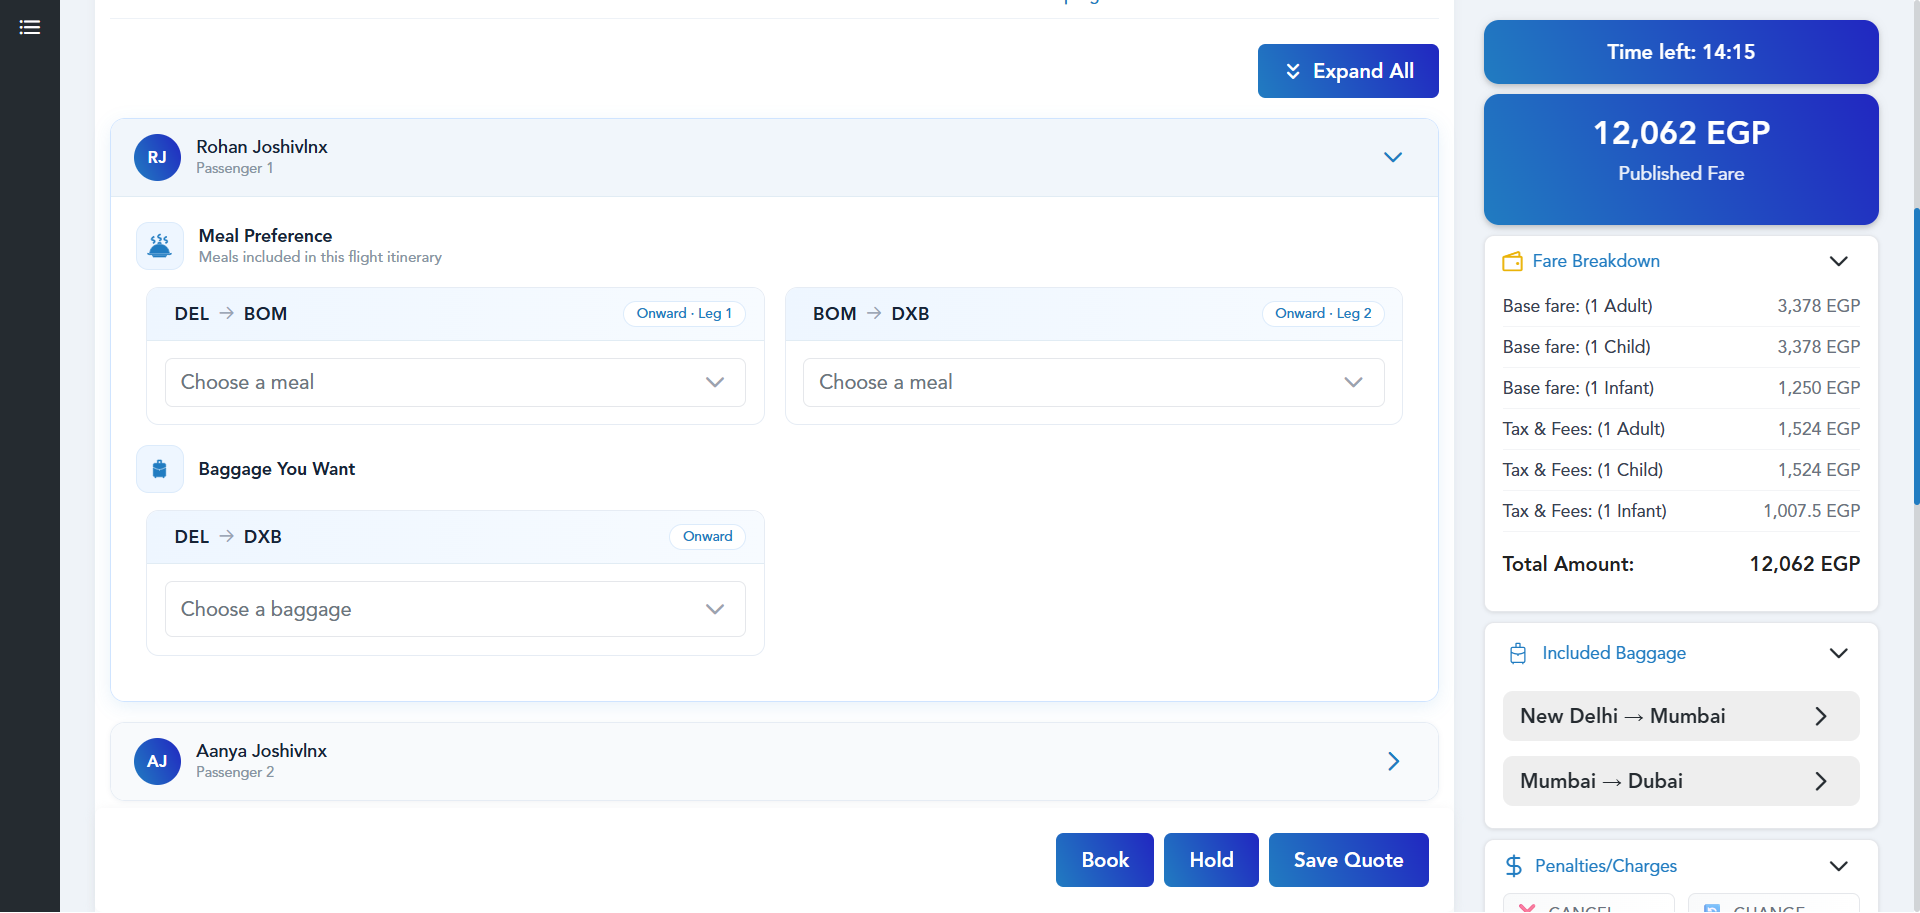 Expand All
RJ
Rohan Joshivlnx
Passenger 1
Meal Preference
Meals included in this flight itinerary
DEL → BOM
Onward · Leg 1
Choose a meal
BOM → DXB
Onward · Leg 2
Choose a meal
Baggage You Want
DEL → DXB
Onward
Choose a baggage
AJ
Aanya Joshivlnx
Passenger 2
Book
Hold
Save Quote
Time left: 14:15
12,062 EGP
Published Fare
Fare Breakdown
Base fare: (1 Adult) 3,378 EGP
Base fare: (1 Child) 3,378 EGP
Base fare: (1 Infant) 1,250 EGP
Tax & Fees: (1 Adult) 1,524 EGP
Tax & Fees: (1 Child) 1,524 EGP
Tax & Fees: (1 Infant) 1,007.5 EGP
Total Amount: 12,062 EGP
Included Baggage
New Delhi → Mumbai
Mumbai → Dubai
Penalties/Charges
CANCEL
CHANGE